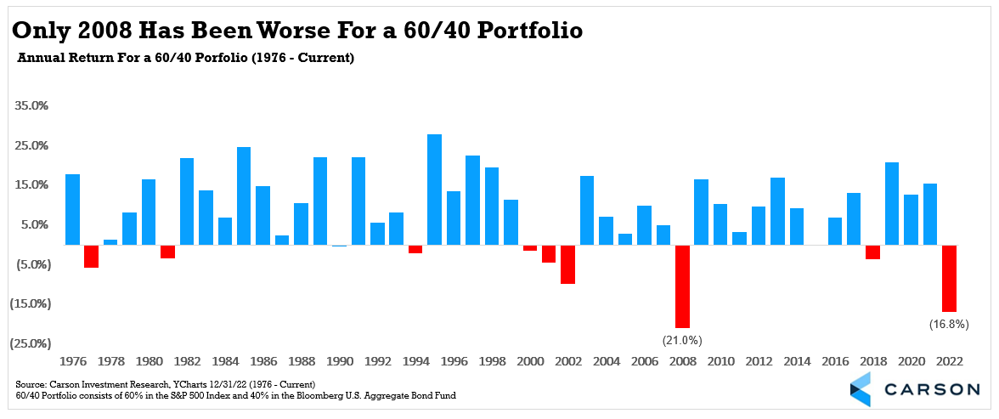 Only 2008 Has Been Worse For a 60/40 Portfolio
Annual Return For a 60/40 Porfolio (1976 - Current)
35.0%
25.0%
15.0%
5.0%
(5.0%)
(15.0%)
(25.0%)
(21.0%)
(16.8%)
1976 1978 1980 1982 1984 1986 1988 1990 1992 1994 1996 1998 2000 2002 2004 2006 2008 2010 2012 2014 2016 2018 2020 2022
Source: Carson Investment Research, YCharts 12/31/22 (1976 - Current)
60/40 Portfolio consists of 60% in the S&P 500 Index and 40% in the Bloomberg U.S. Aggregate Bond Fund
CARSON